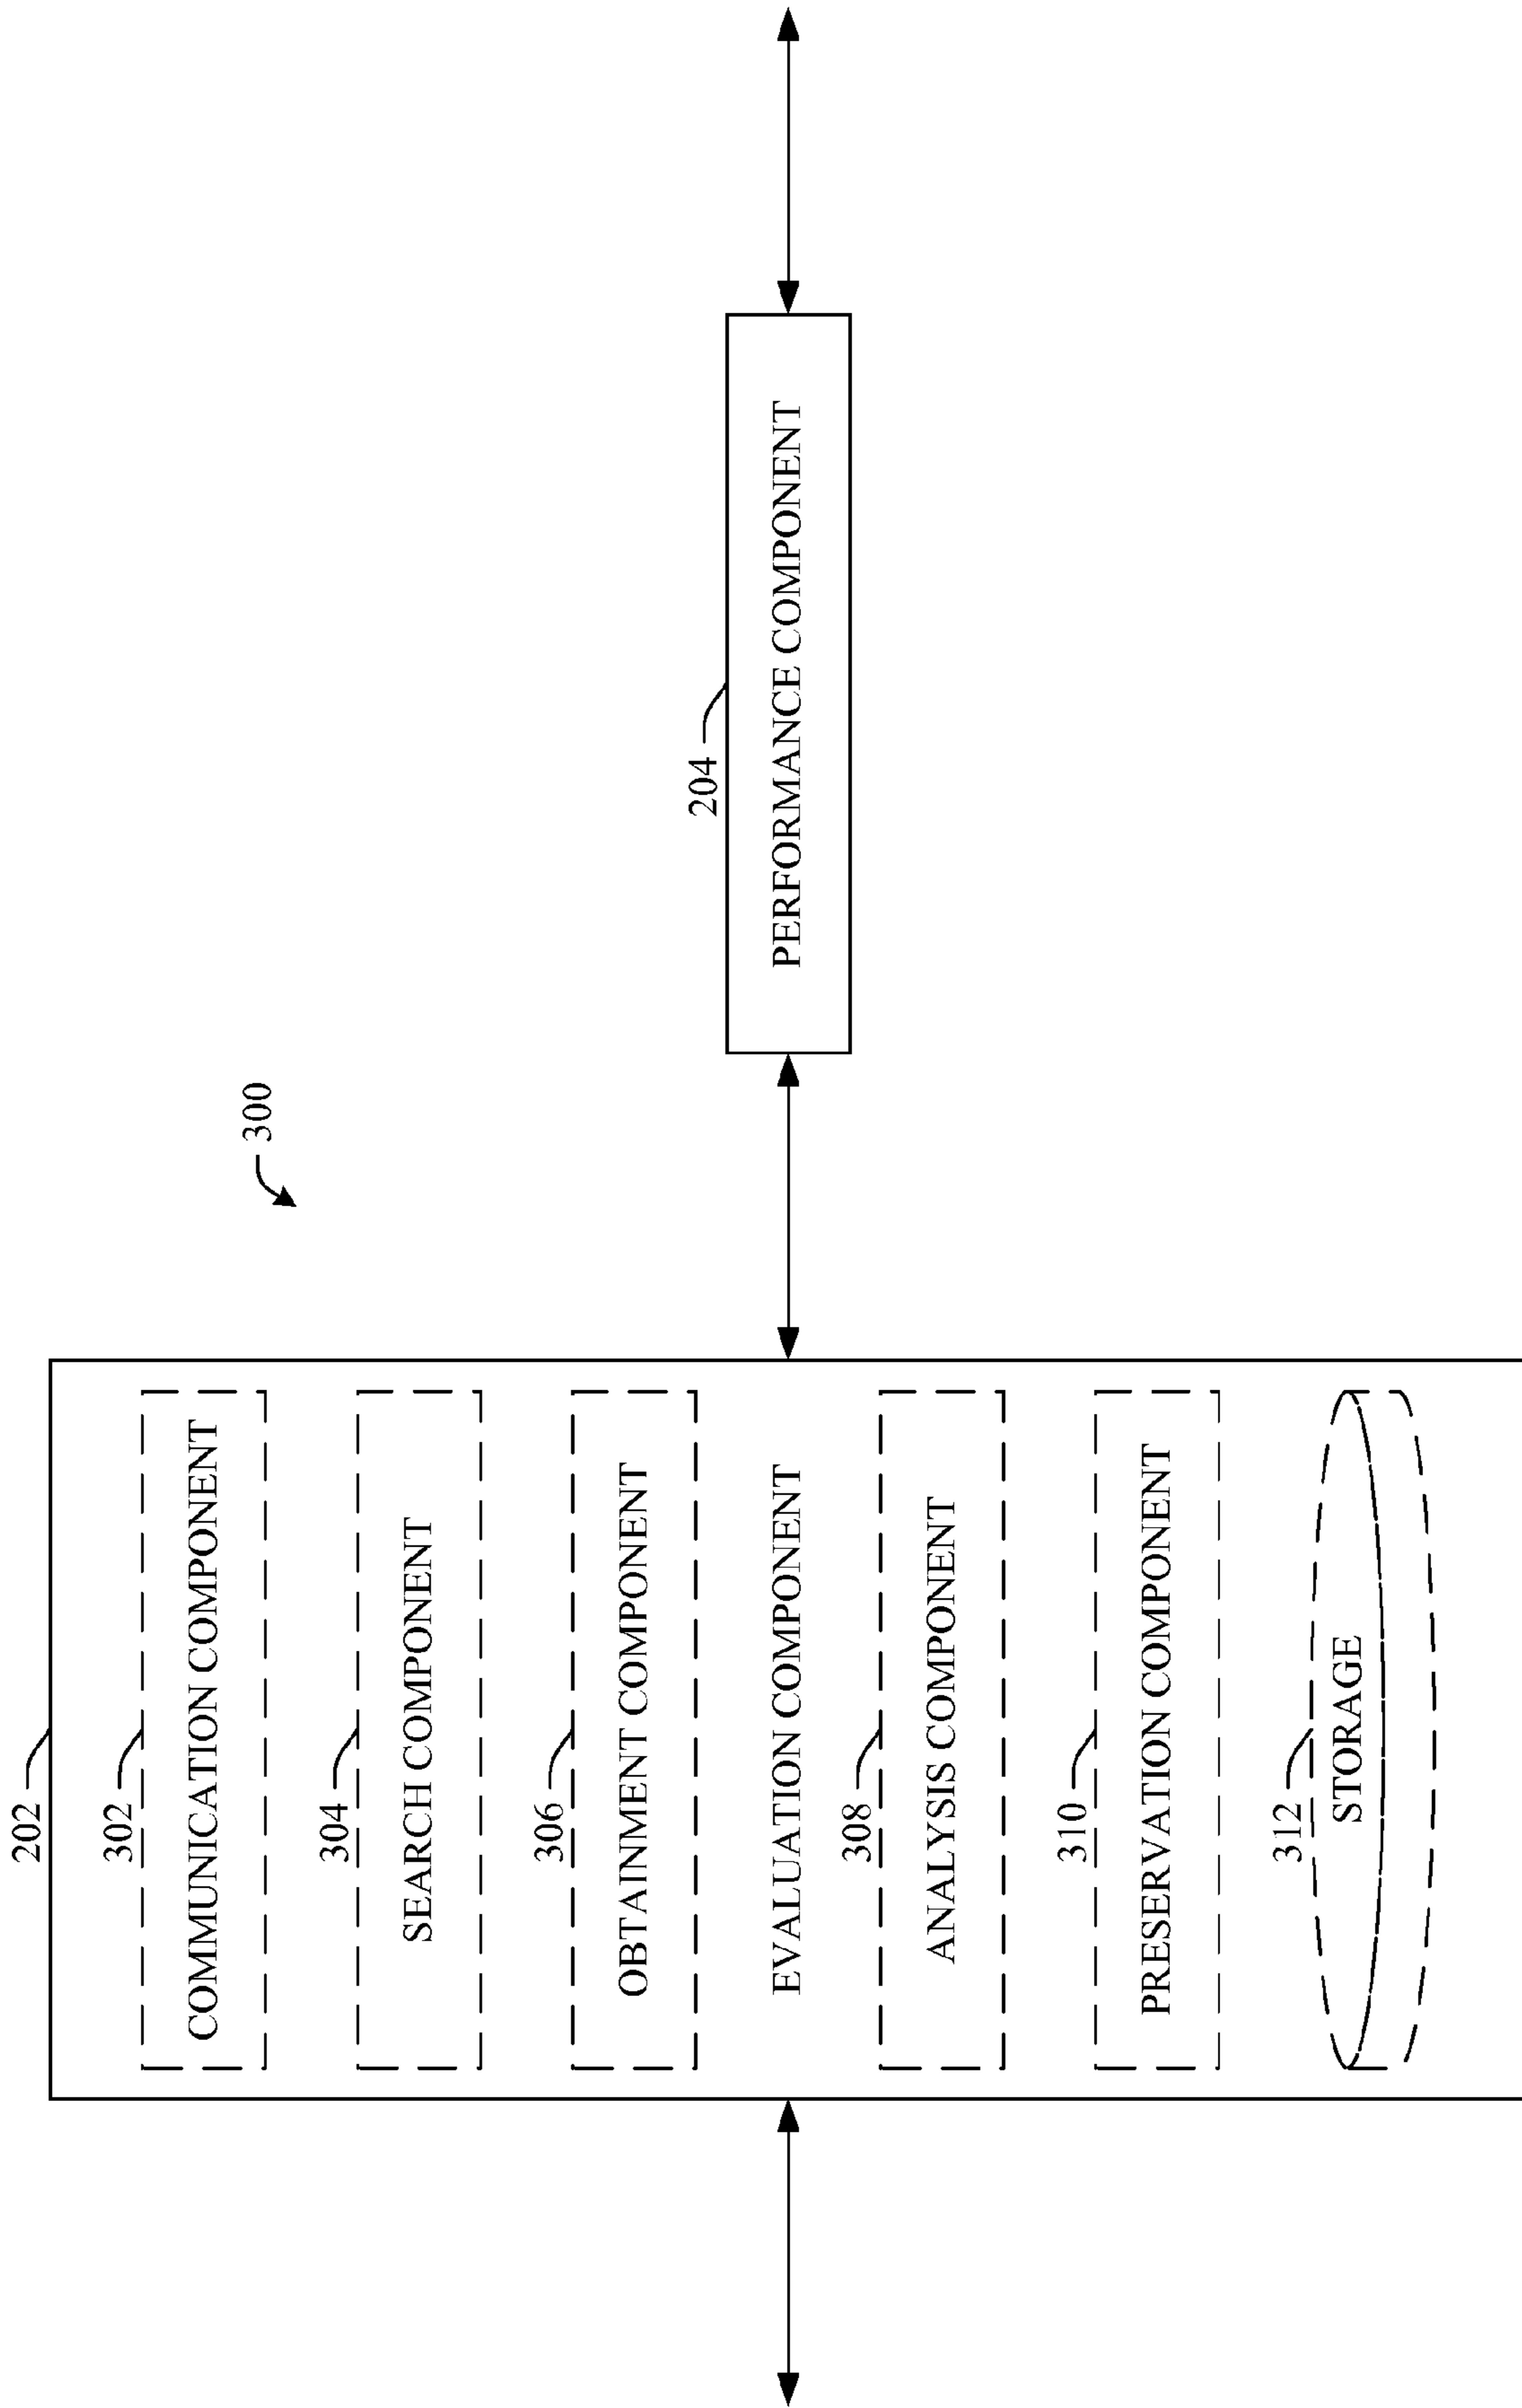 300
202
302
COMMUNICATION COMPONENT
304
SEARCH COMPONENT
306
OBTAINMENT COMPONENT
EVALUATION COMPONENT
308
ANALYSIS COMPONENT
310
PRESERVATION COMPONENT
312
STORAGE
204
PERFORMANCE COMPONENT